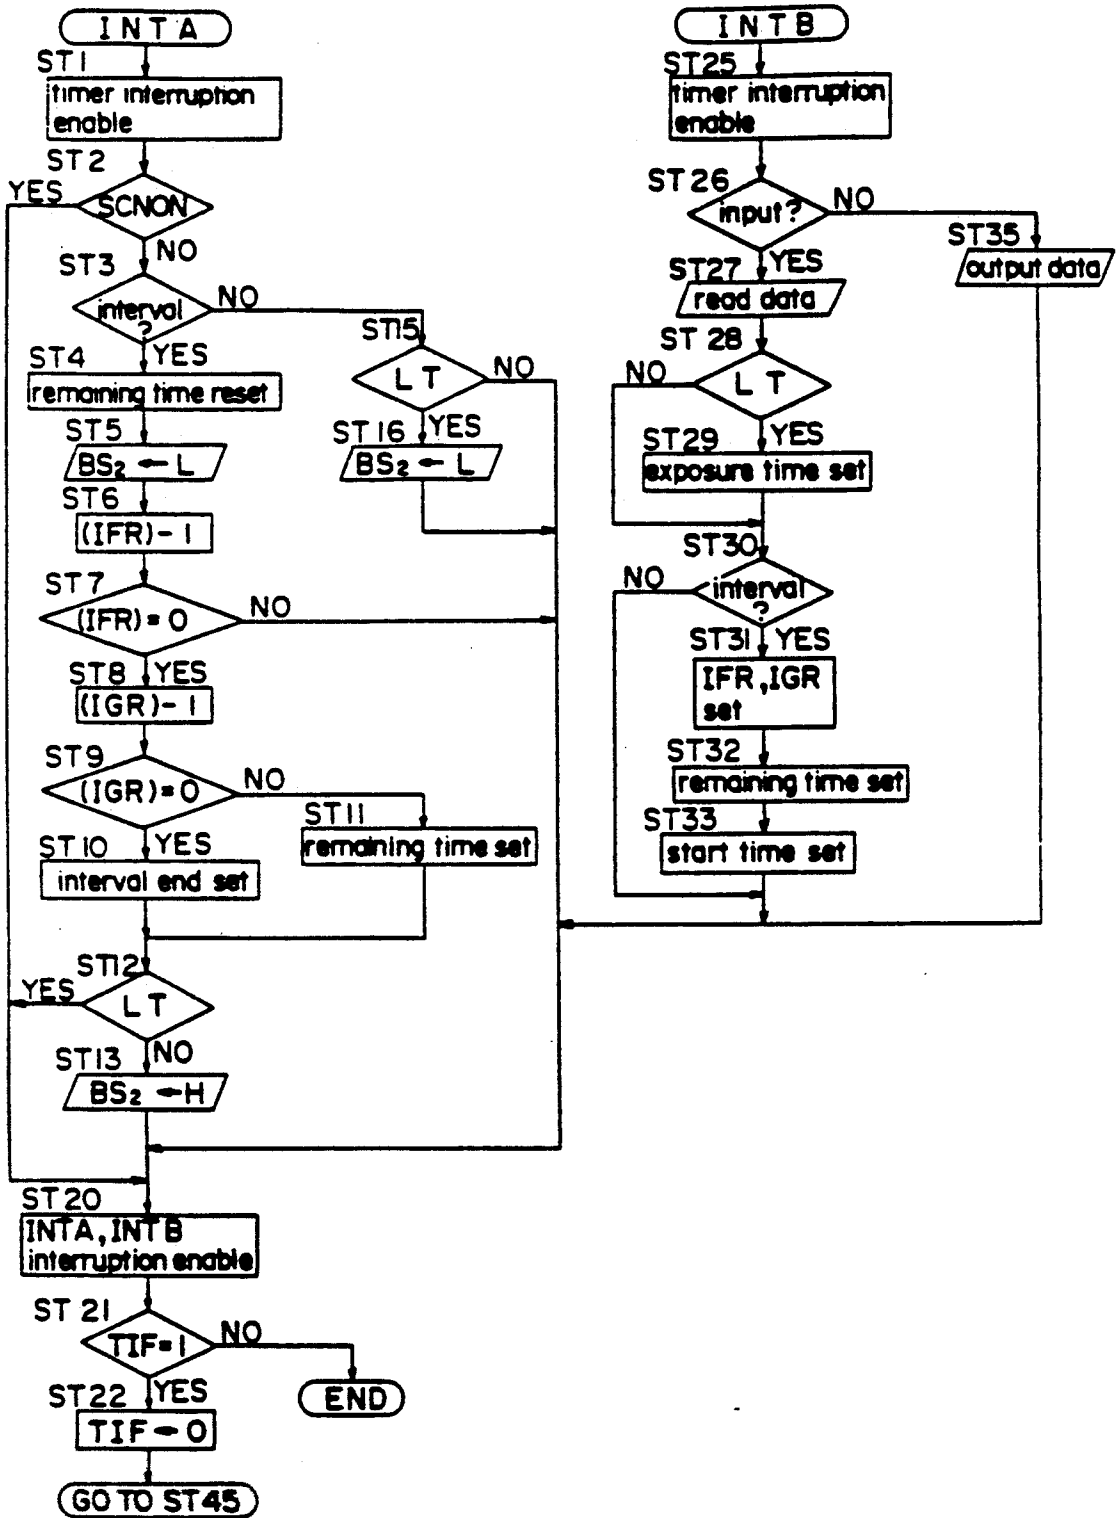 INTA
ST1
timer interruption
enable
ST2
SCNON
YES
NO
ST3
interval
?
NO
YES
ST4
remaining time reset
ST5
BS2 ← L
ST6
(IFR)-1
ST7
(IFR)=0
NO
YES
ST8
(IGR)-1
ST9
(IGR)=0
NO
YES
ST10
interval end set
ST11
remaining time set
ST12
LT
YES
NO
ST13
BS2 ← H
ST15
LT
NO
YES
ST16
BS2 ← L
ST20
INTA, INTB
interruption enable
ST21
TIF=1
NO
END
YES
ST22
TIF ← 0
GO TO ST45
INTB
ST25
timer interruption
enable
ST26
input?
NO
YES
ST35
output data
ST27
read data
ST28
LT
NO
YES
ST29
exposure time set
ST30
interval
?
NO
YES
ST31
IFR, IGR
set
ST32
remaining time set
ST33
start time set